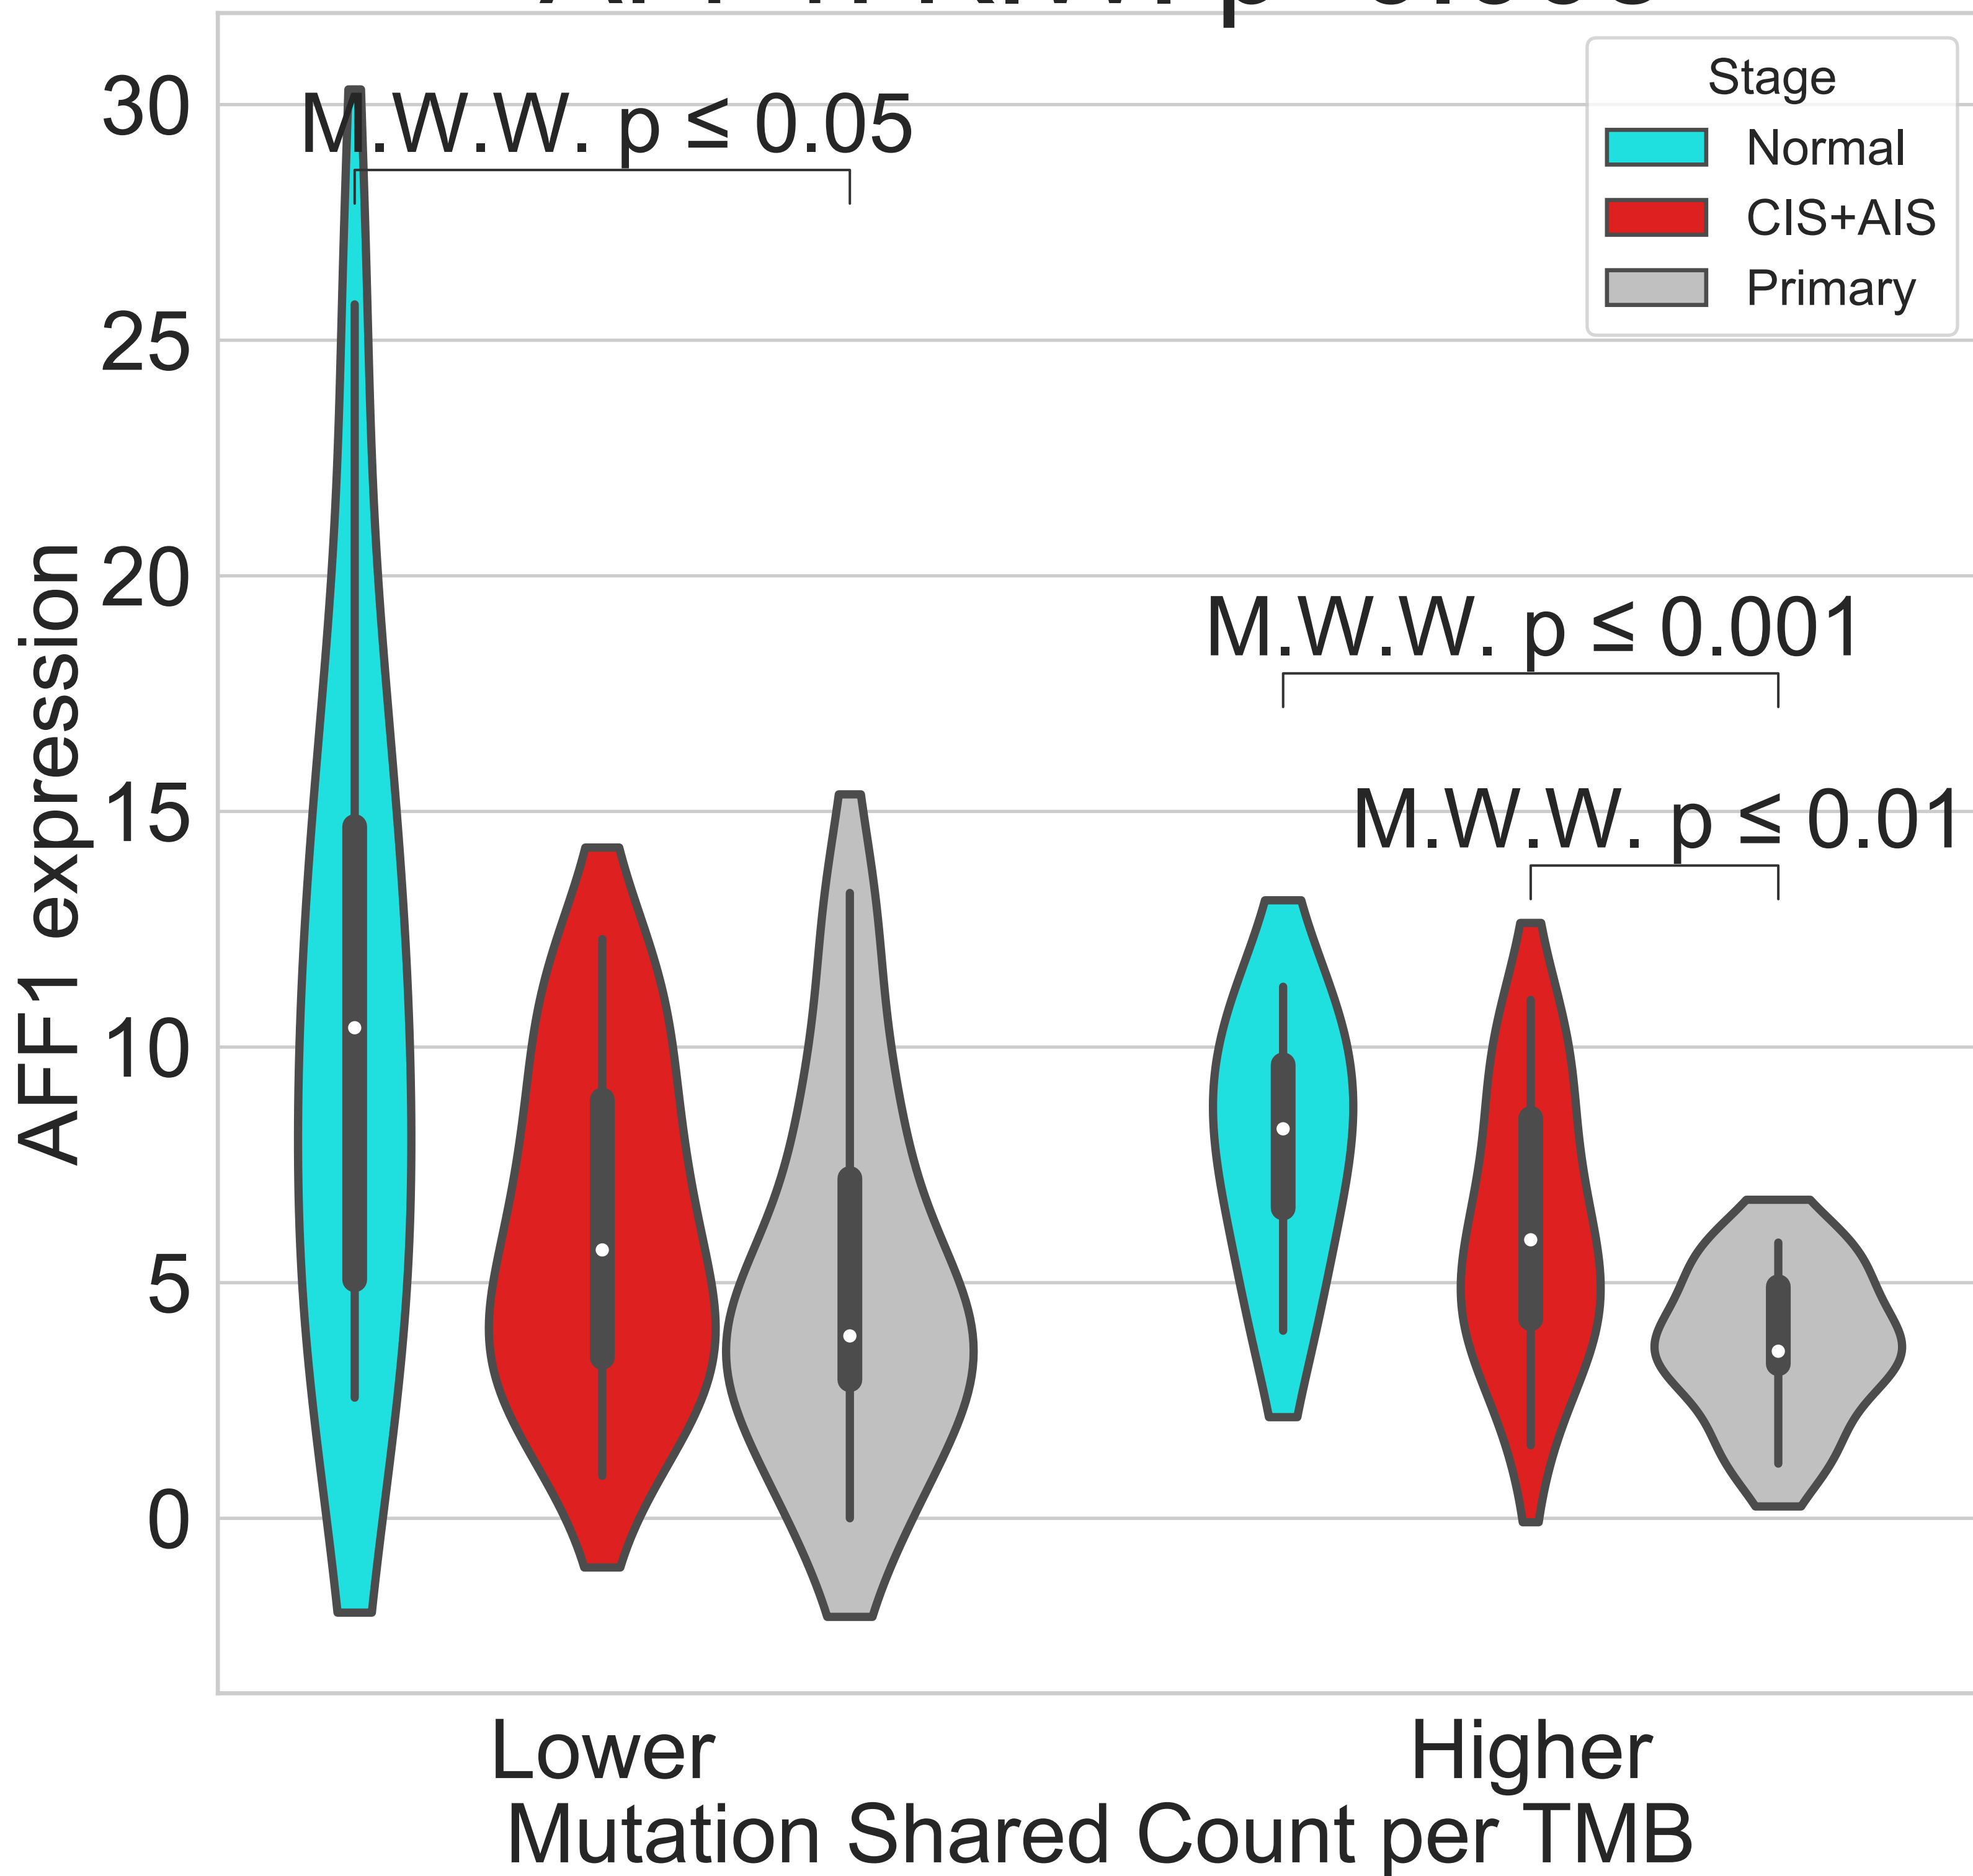 Stage
Normal
CIS+AIS
Primary
M.W.W. p ≤ 0.05
M.W.W. p ≤ 0.001
M.W.W. p ≤ 0.01
30
25
20
15
10
5
0
AFF1 expression
Lower
Higher
Mutation Shared Count per TMB